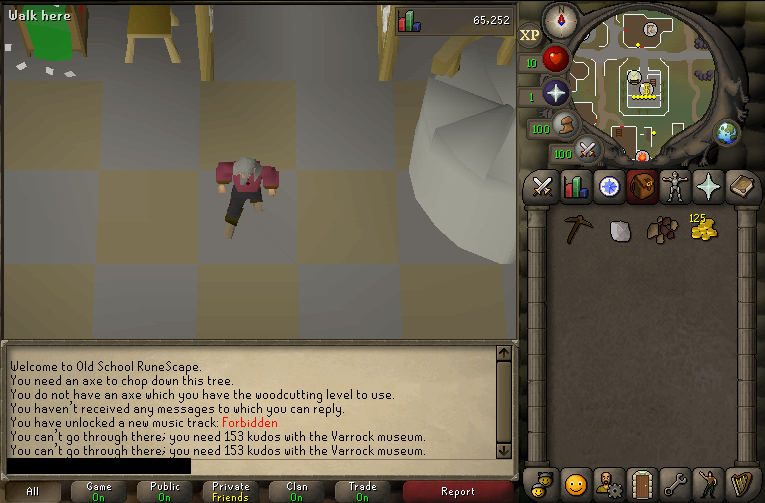 Walk here
65,252
XP
N
10
1
100
100
125
Welcome to Old School RuneScape.
You need an axe to chop down this tree.
You do not have an axe which you have the woodcutting level to use.
You haven't received any messages to which you can reply.
You have unlocked a new music track: Forbidden
You can't go through there; you need 153 kudos with the Varrock museum.
You can't go through there; you need 153 kudos with the Varrock museum.
All
Game
On
Public
On
Private
Friends
Clan
On
Trade
On
Report